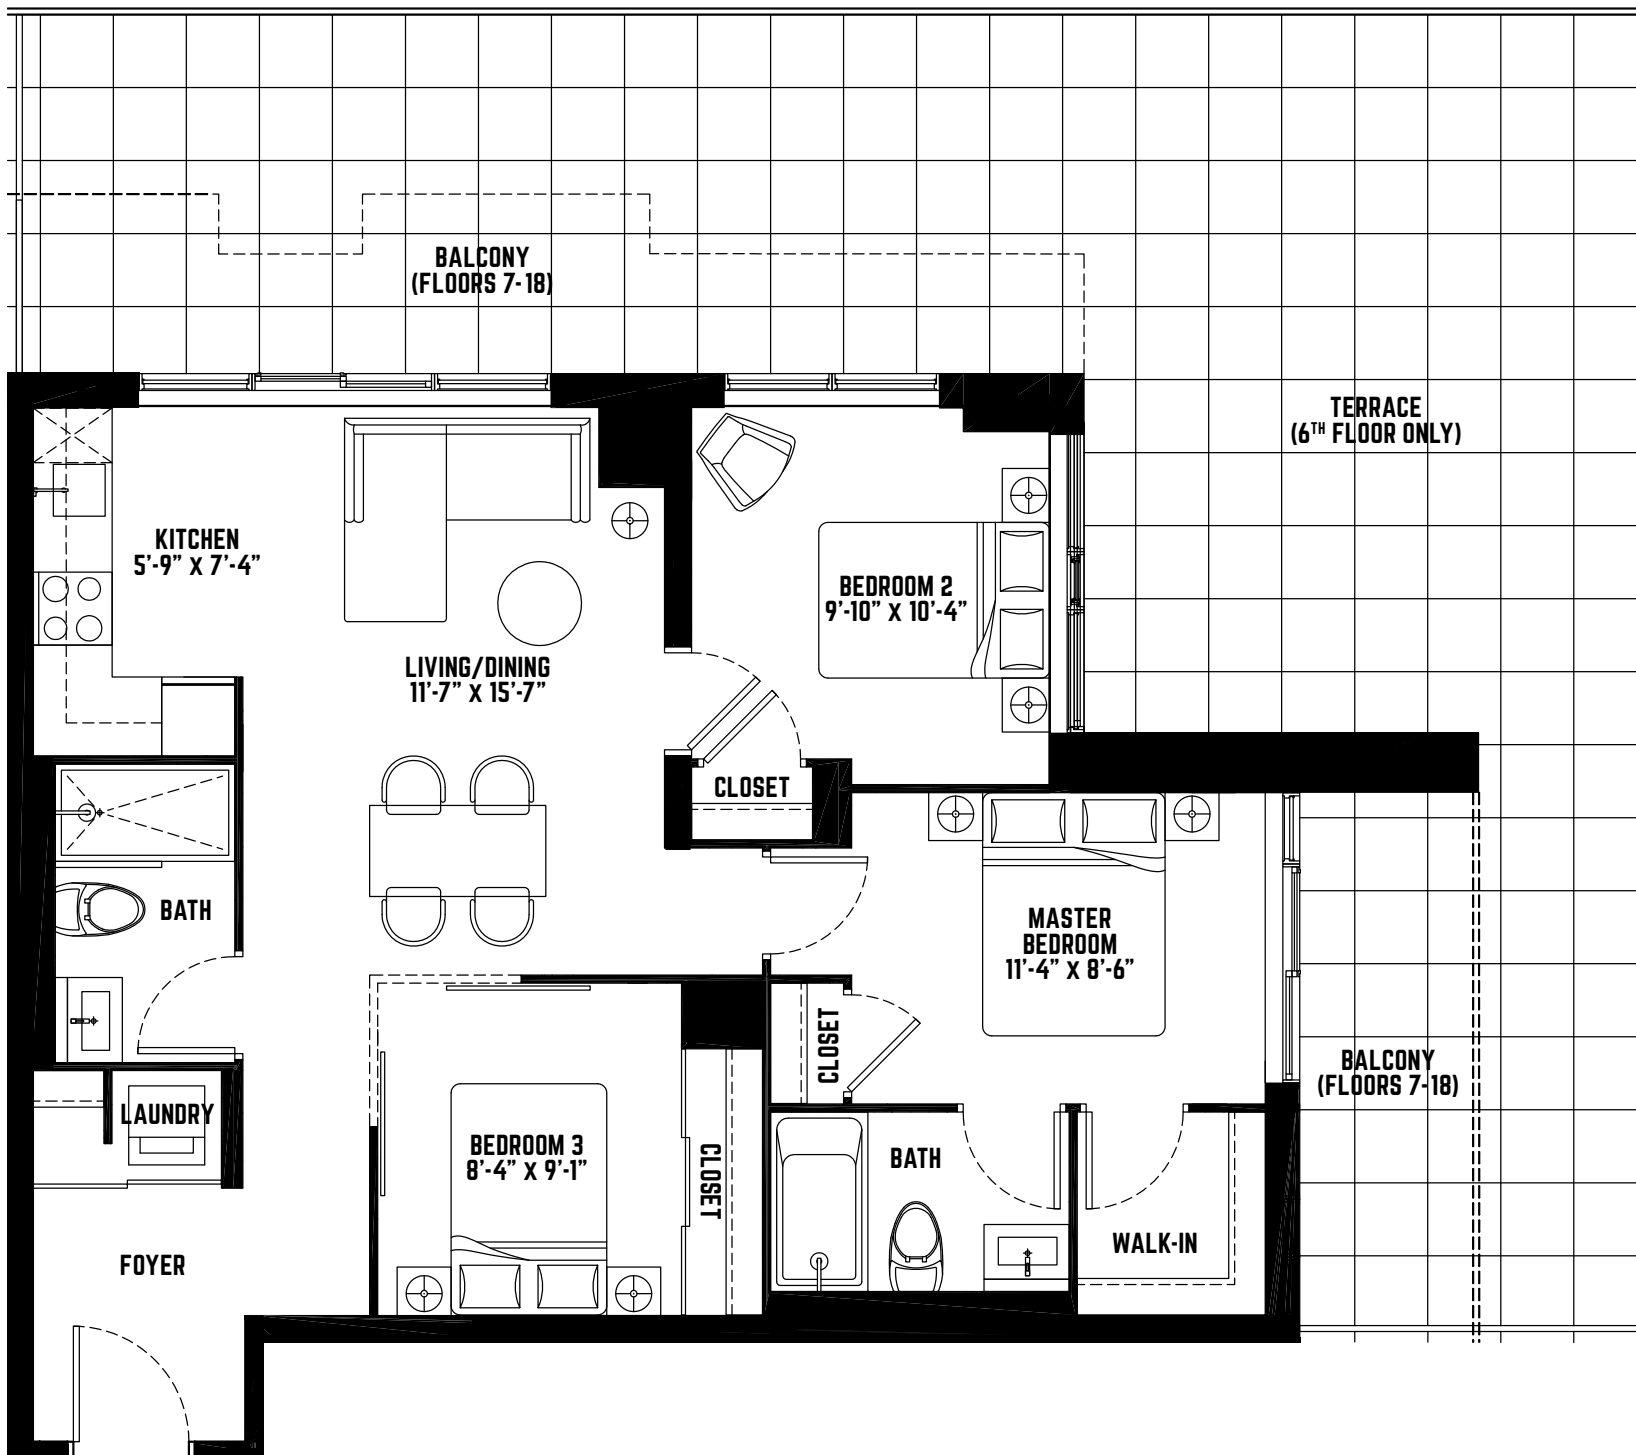 BALCONY
(FLOORS 7-18)
TERRACE
(6TH FLOOR ONLY)
KITCHEN
5'-9" X 7'-4"
BEDROOM 2
9'-10" X 10'-4"
LIVING/DINING
11'-7" X 15'-7"
CLOSET
BATH
MASTER
BEDROOM
11'-4" X 8'-6"
CLOSET
BALCONY
(FLOORS 7-18)
LAUNDRY
BEDROOM 3
8'-4" X 9'-1"
CLOSET
BATH
WALK-IN
FOYER